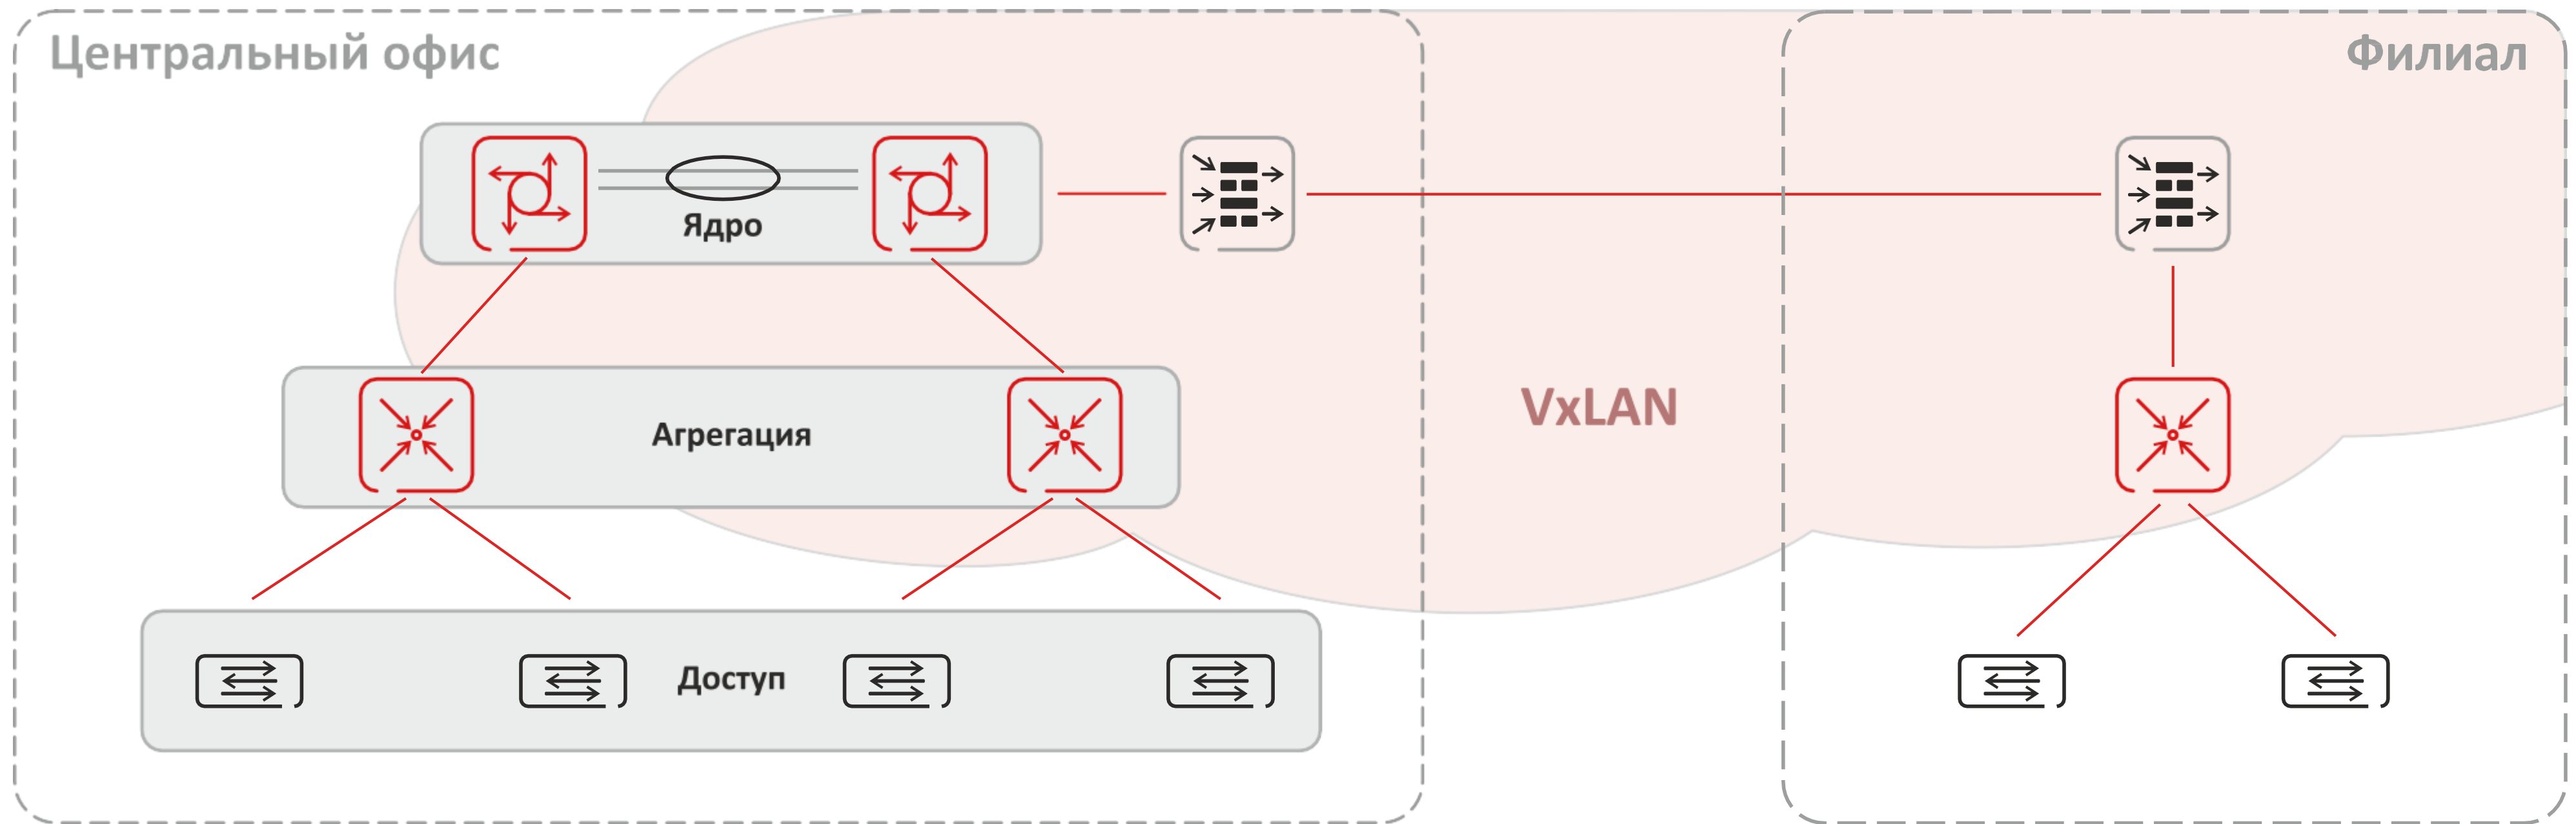 Центральный офис
Филиал
Ядро
Агрегация
VxLAN
Доступ